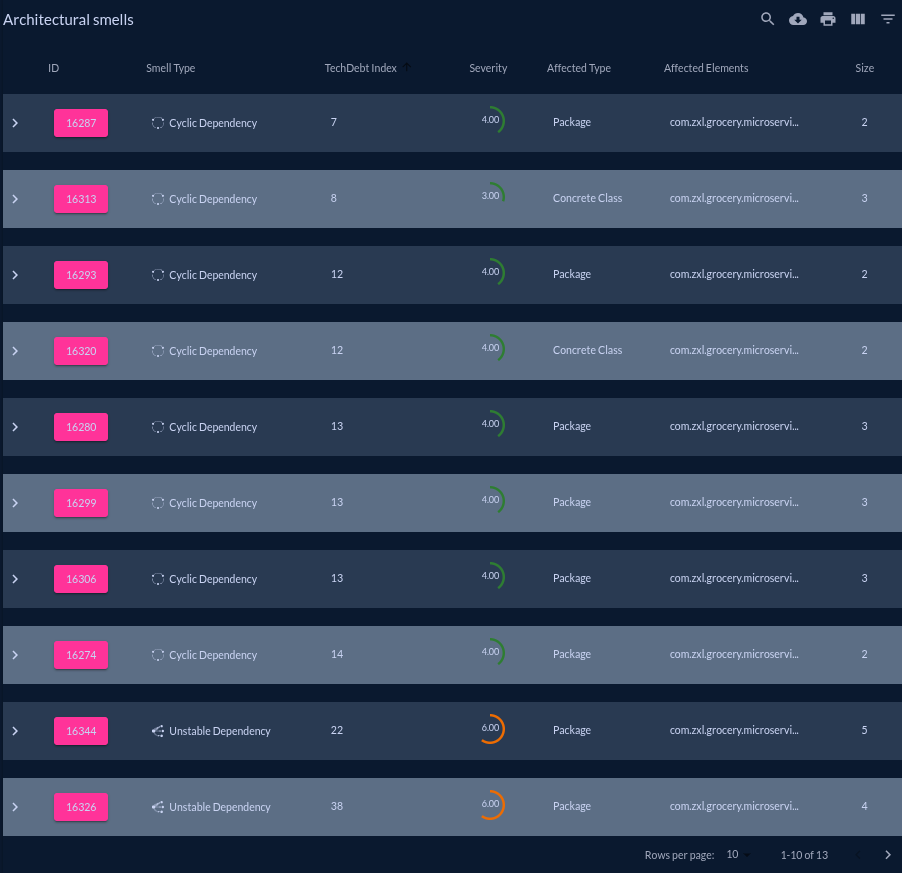 Architectural smells
ID Smell Type TechDebt Index Severity Affected Type Affected Elements Size
16287 Cyclic Dependency 7 4.00 Package com.zxl.grocery.microservi... 2
16313 Cyclic Dependency 8 3.00 Concrete Class com.zxl.grocery.microservi... 3
16293 Cyclic Dependency 12 4.00 Package com.zxl.grocery.microservi... 2
16320 Cyclic Dependency 12 4.00 Concrete Class com.zxl.grocery.microservi... 2
16280 Cyclic Dependency 13 4.00 Package com.zxl.grocery.microservi... 3
16299 Cyclic Dependency 13 4.00 Package com.zxl.grocery.microservi... 3
16306 Cyclic Dependency 13 4.00 Package com.zxl.grocery.microservi... 3
16274 Cyclic Dependency 14 4.00 Package com.zxl.grocery.microservi... 2
16344 Unstable Dependency 22 6.00 Package com.zxl.grocery.microservi... 5
16326 Unstable Dependency 38 6.00 Package com.zxl.grocery.microservi... 4
Rows per page: 10 1-10 of 13